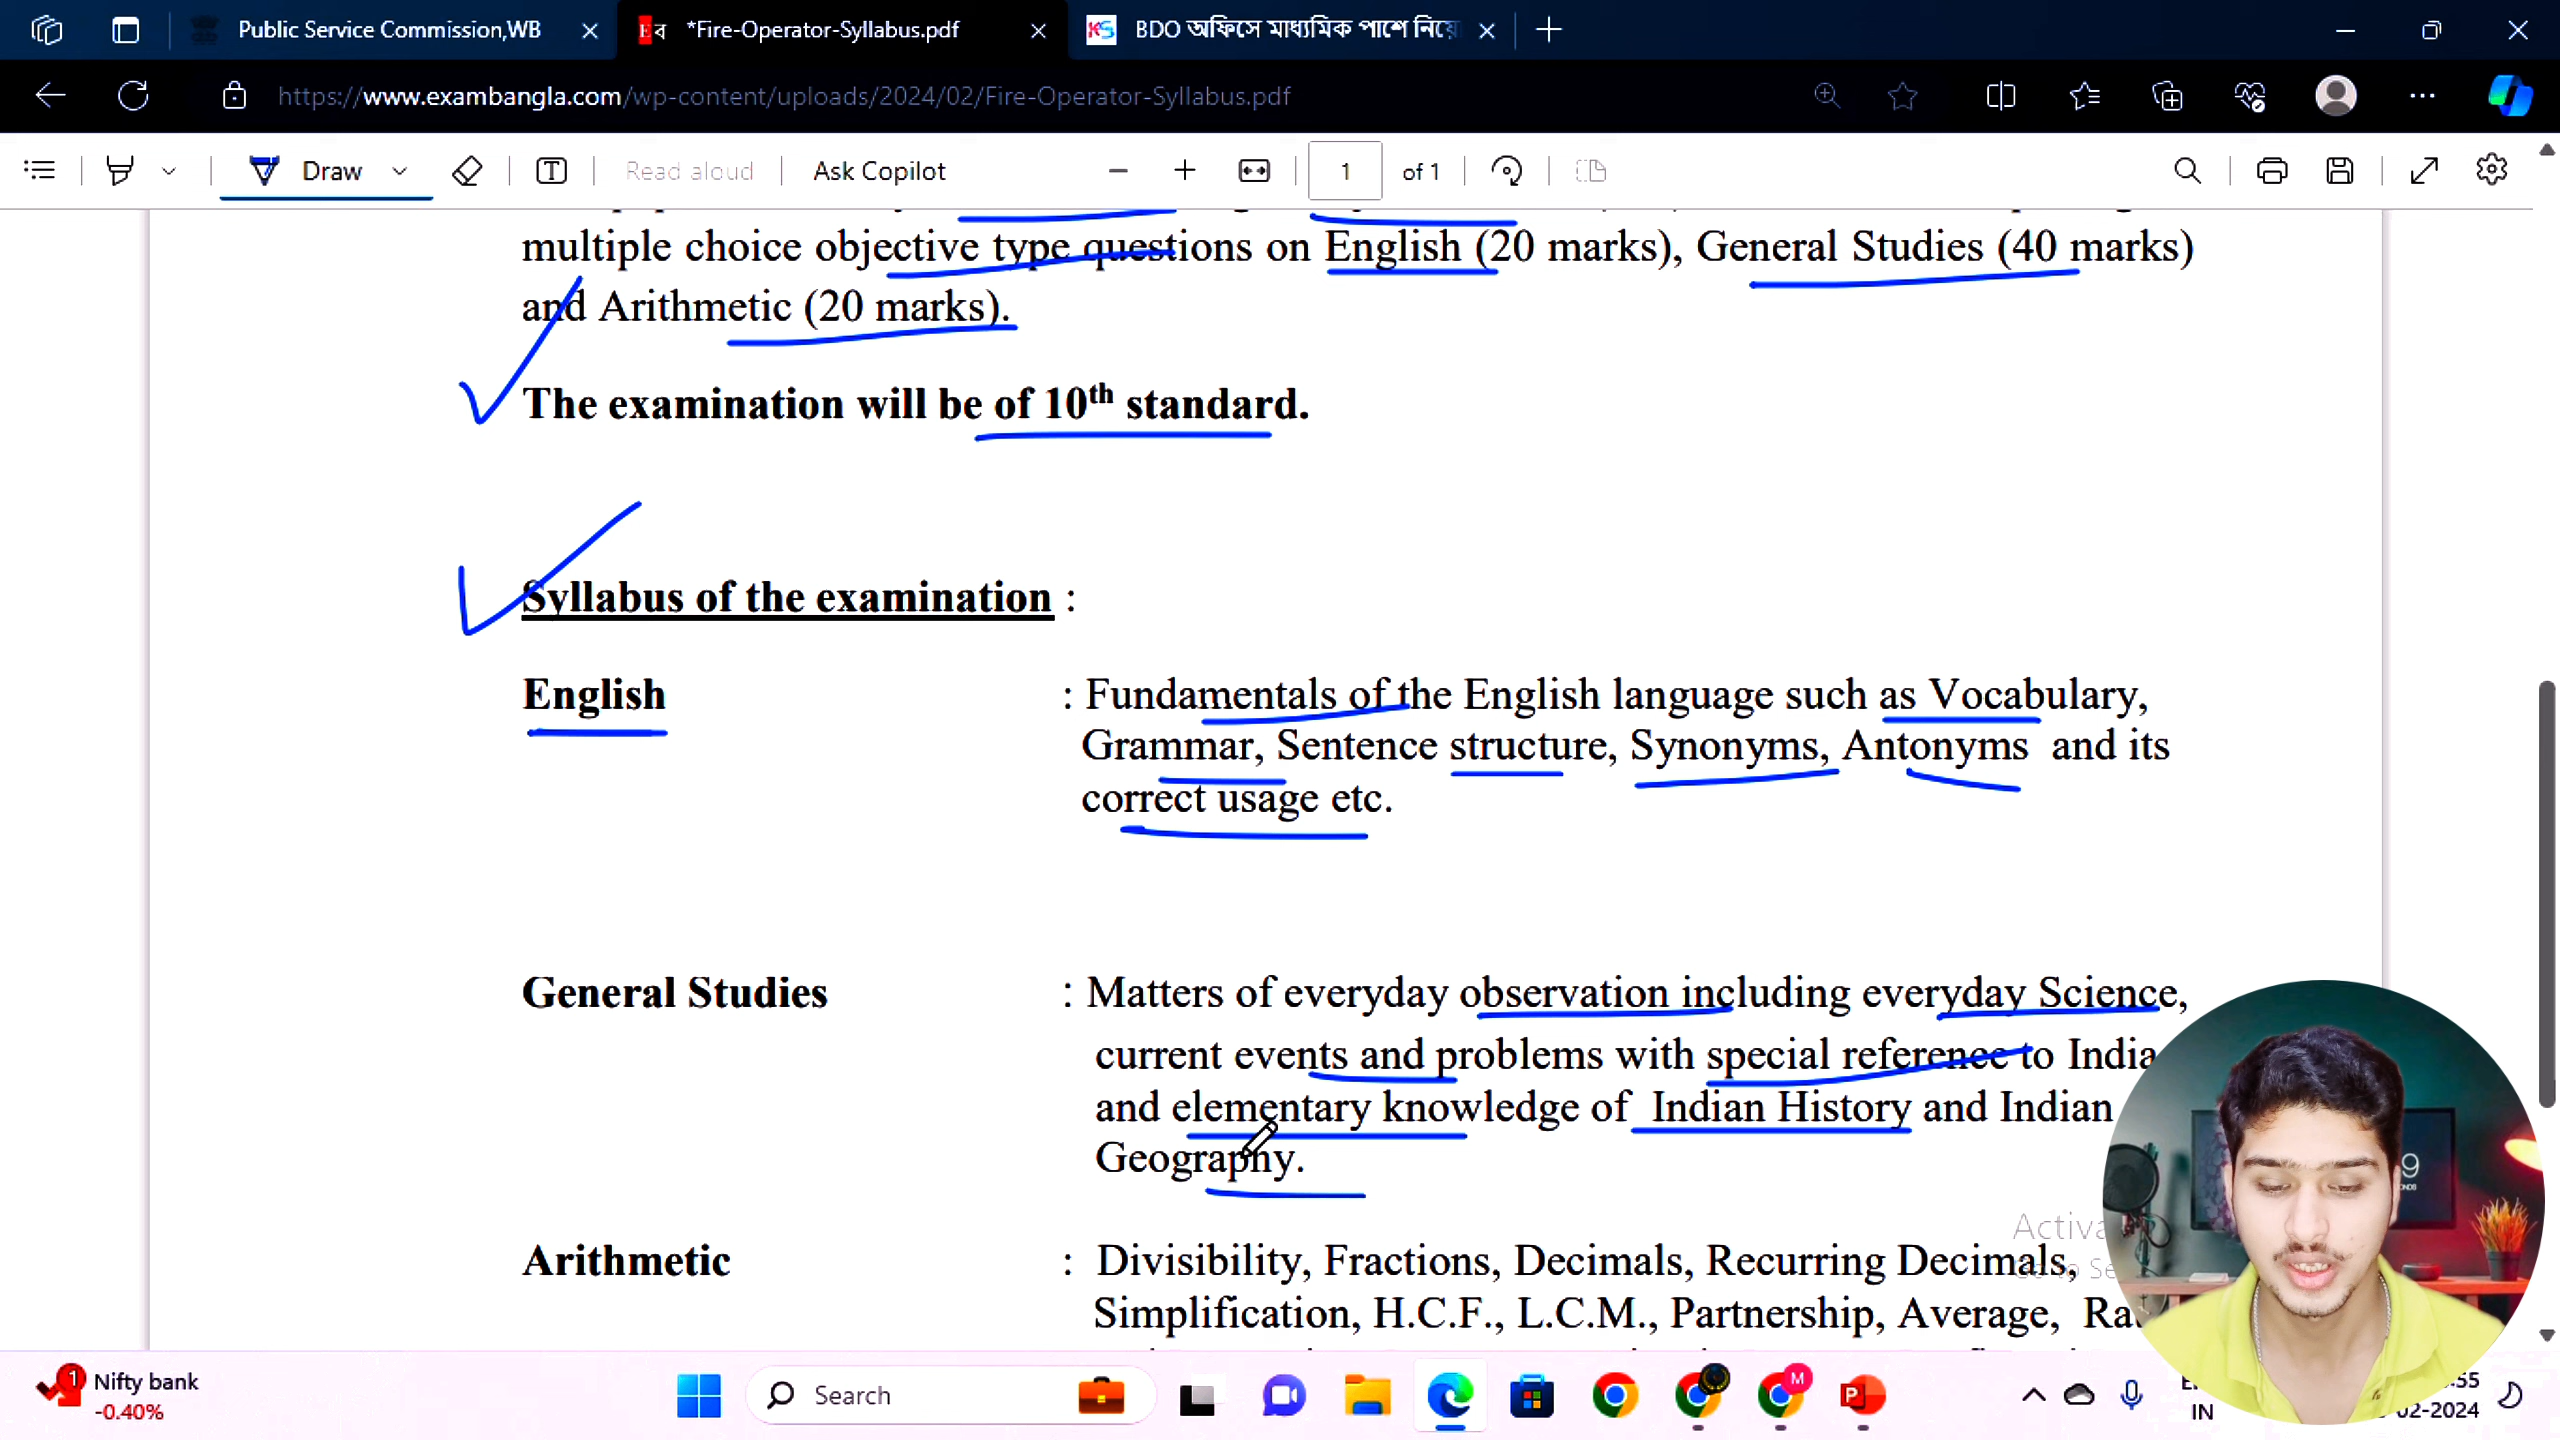 Public Service Commission,WB
*Fire-Operator-Syllabus.pdf
BDO অফিসে মাধ্যমিক পাশে নিয়ো
https://www.exambangla.com/wp-content/uploads/2024/02/Fire-Operator-Syllabus.pdf
Draw
Read aloud
Ask Copilot
1
of 1
multiple choice objective type questions on English (20 marks), General Studies (40 marks)
and Arithmetic (20 marks).
The examination will be of 10th standard.
Syllabus of the examination :
English : Fundamentals of the English language such as Vocabulary,
Grammar, Sentence structure, Synonyms, Antonyms and its
correct usage etc.
General Studies : Matters of everyday observation including everyday Science,
current events and problems with special reference to India
and elementary knowledge of Indian History and Indian
Geography.
Arithmetic : Divisibility, Fractions, Decimals, Recurring Decimals,
Simplification, H.C.F., L.C.M., Partnership, Average,
1
Nifty bank
-0.40%
Search
M
IN
02-2024